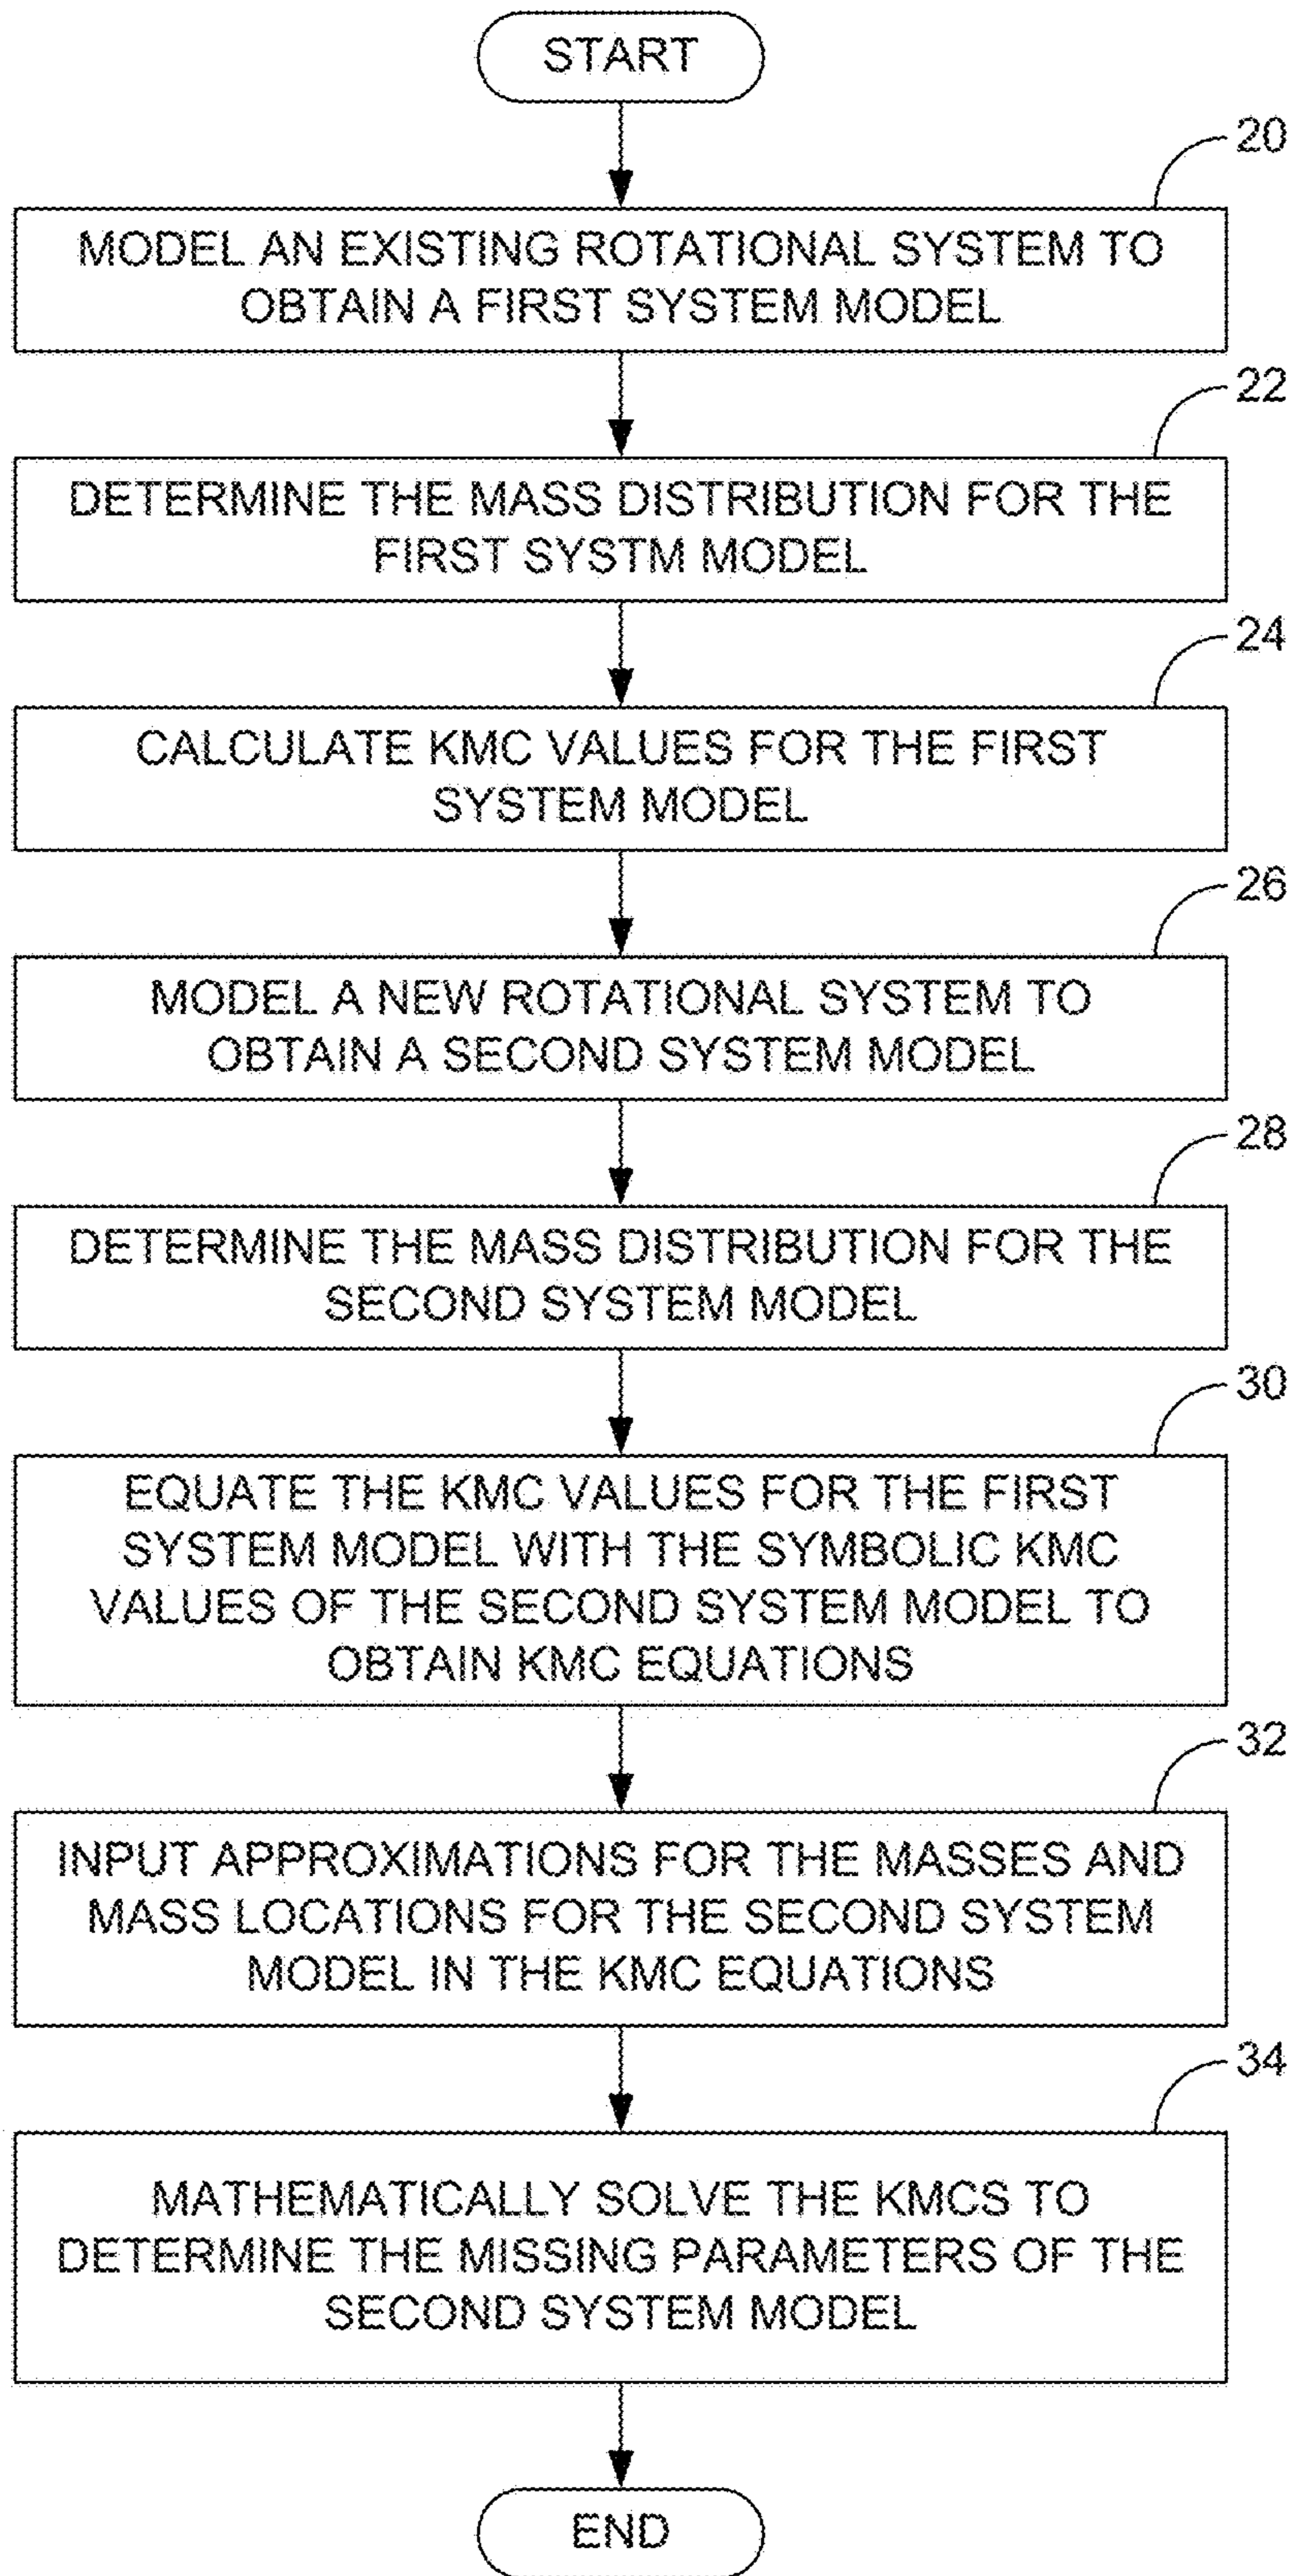 START
20
MODEL AN EXISTING ROTATIONAL SYSTEM TO
OBTAIN A FIRST SYSTEM MODEL
22
DETERMINE THE MASS DISTRIBUTION FOR THE
FIRST SYSTM MODEL
24
CALCULATE KMC VALUES FOR THE FIRST
SYSTEM MODEL
26
MODEL A NEW ROTATIONAL SYSTEM TO
OBTAIN A SECOND SYSTEM MODEL
28
DETERMINE THE MASS DISTRIBUTION FOR THE
SECOND SYSTEM MODEL
30
EQUATE THE KMC VALUES FOR THE FIRST
SYSTEM MODEL WITH THE SYMBOLIC KMC
VALUES OF THE SECOND SYSTEM MODEL TO
OBTAIN KMC EQUATIONS
32
INPUT APPROXIMATIONS FOR THE MASSES AND
MASS LOCATIONS FOR THE SECOND SYSTEM
MODEL IN THE KMC EQUATIONS
34
MATHEMATICALLY SOLVE THE KMCS TO
DETERMINE THE MISSING PARAMETERS OF THE
SECOND SYSTEM MODEL
END